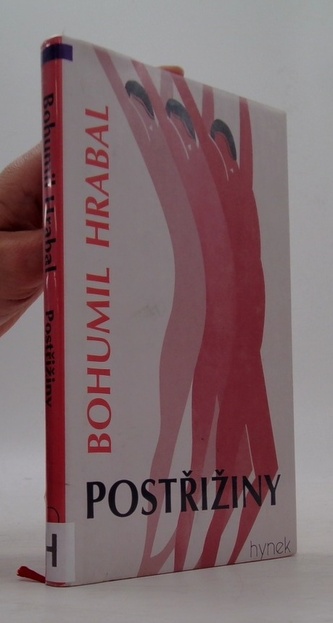 BOHUMIL HRABAL
POSTŘIŽINY
hynek
Bohumil Hrabal Postřižiny
H